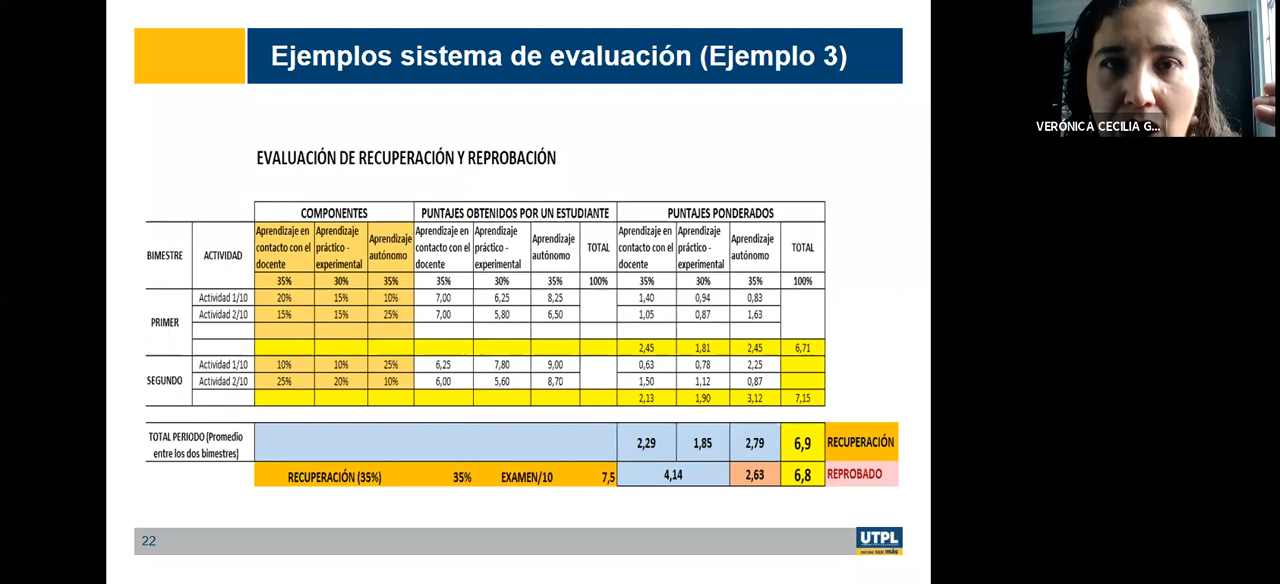 Ejemplos sistema de evaluación (Ejemplo 3)
VERÓNICA CECILIA G...
EVALUACIÓN DE RECUPERACIÓN Y REPROBACIÓN
COMPONENTES PUNTAJES OBTENIDOS POR UN ESTUDIANTE PUNTAJES PONDERADOS
BIMESTRE ACTIVIDAD Aprendizaje en contacto con el docente Aprendizaje práctico - experimental Aprendizaje autónomo Aprendizaje en contacto con el docente Aprendizaje práctico - experimental Aprendizaje autónomo TOTAL Aprendizaje en contacto con el docente Aprendizaje práctico - experimental Aprendizaje autónomo TOTAL
35% 30% 35% 35% 30% 35% 100% 35% 30% 35% 100%
PRIMER
Actividad 1/10 20% 15% 10% 7,00 6,25 8,25 1,40 0,94 0,83
Actividad 2/10 15% 15% 25% 7,00 5,80 6,50 1,05 0,87 1,63
2,45 1,81 2,45 6,71
SEGUNDO
Actividad 1/10 10% 10% 25% 6,25 7,80 9,00 0,63 0,78 2,25
Actividad 2/10 25% 20% 10% 6,00 5,60 8,70 1,50 1,12 0,87
2,13 1,90 3,12 7,15
TOTAL PERIODO (Promedio entre los dos bimestres) 2,29 1,85 2,79 6,9 RECUPERACIÓN
RECUPERACIÓN (35%) 35% EXAMEN/10 7,5 4,14 2,63 6,8 REPROBADO
22
UTPL